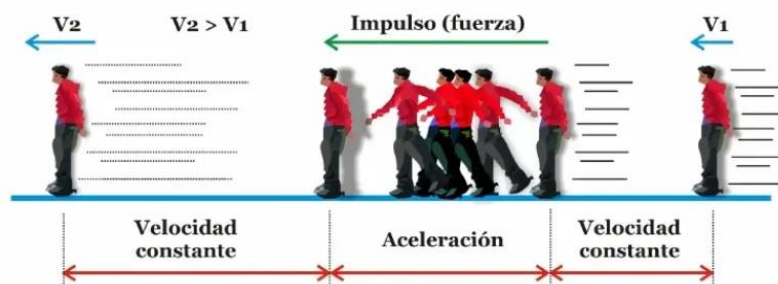 V2
V2 > V1
Impulso (fuerza)
V1
Velocidad
constante
Aceleración
Velocidad
constante